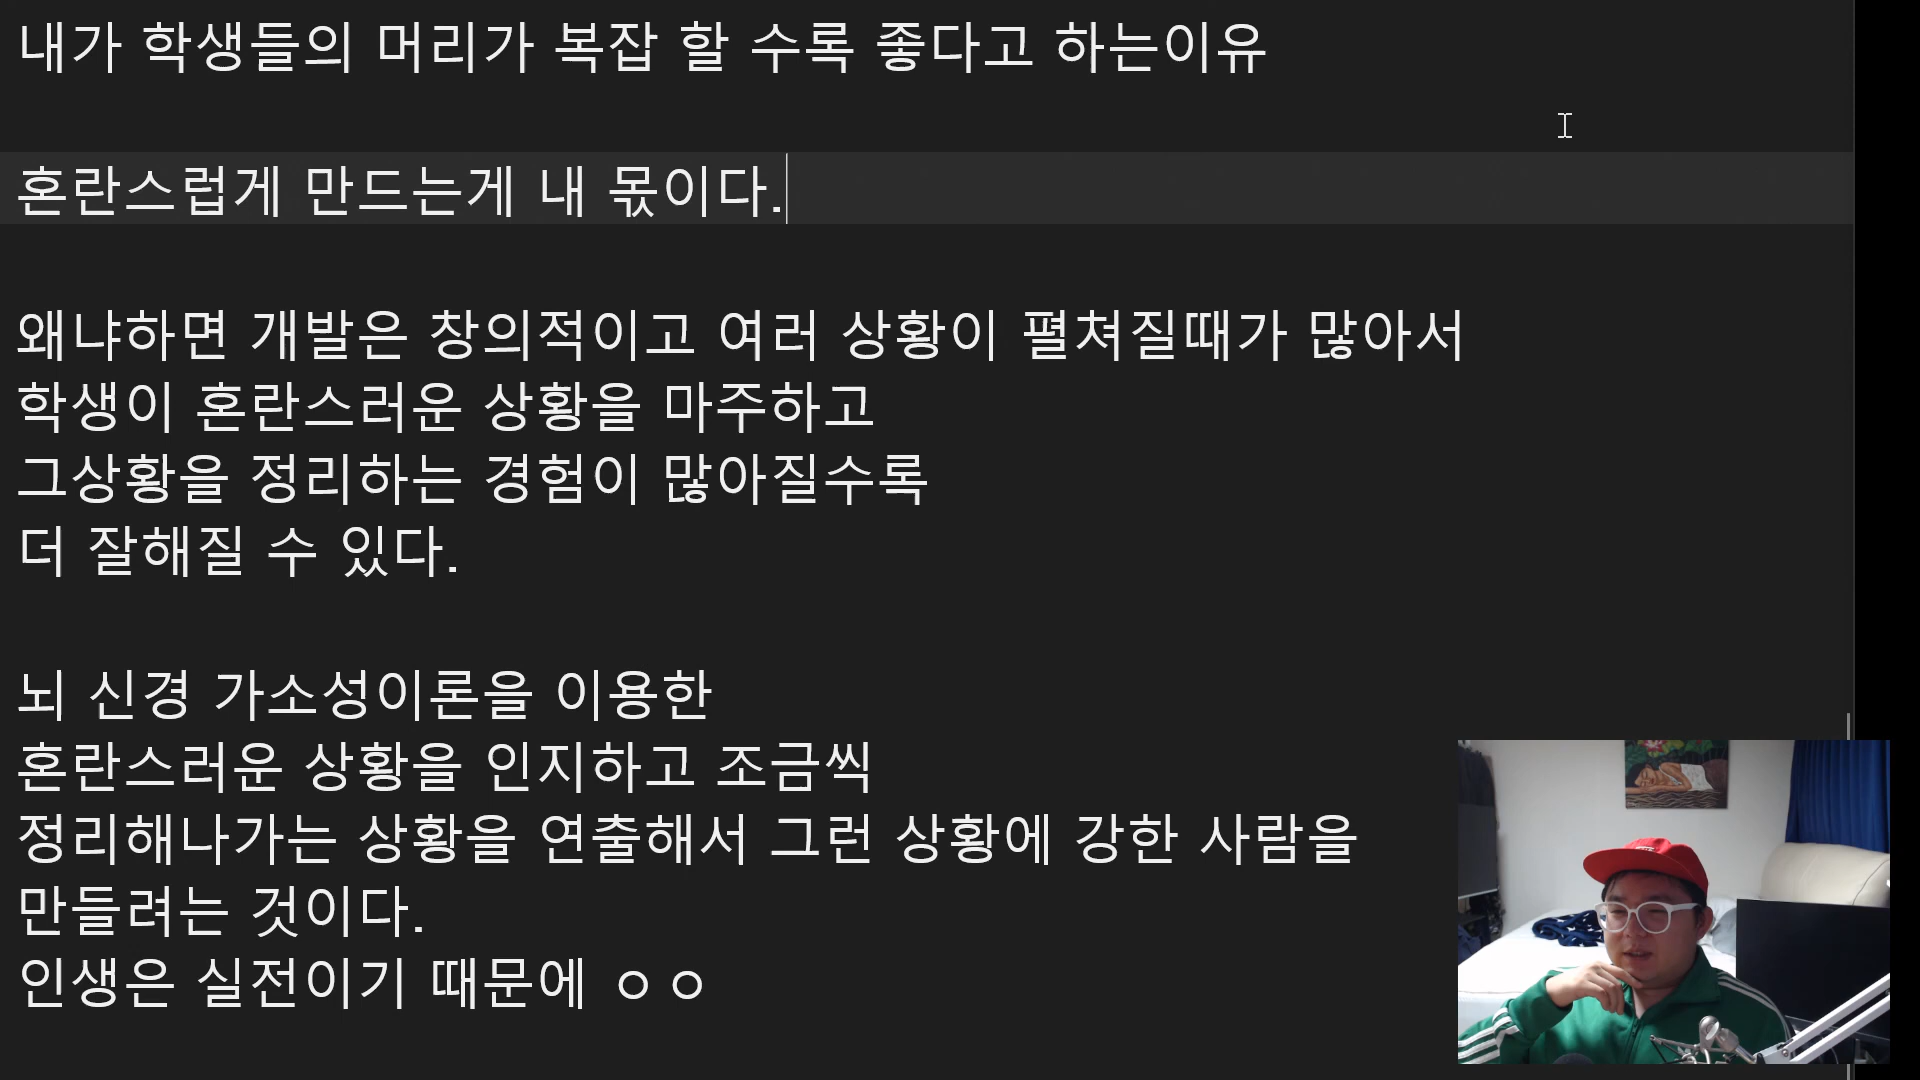 내가 학생들의 머리가 복잡 할 수록 좋다고 하는이유
혼란스럽게 만드는게 내 몫이다.
왜냐하면 개발은 창의적이고 여러 상황이 펼쳐질때가 많아서
학생이 혼란스러운 상황을 마주하고
그상황을 정리하는 경험이 많아질수록
더 잘해질 수 있다.
뇌 신경 가소성이론을 이용한
혼란스러운 상황을 인지하고 조금씩
정리해나가는 상황을 연출해서 그런 상황에 강한 사람을
만들려는 것이다.
인생은 실전이기 때문에 ㅇㅇ